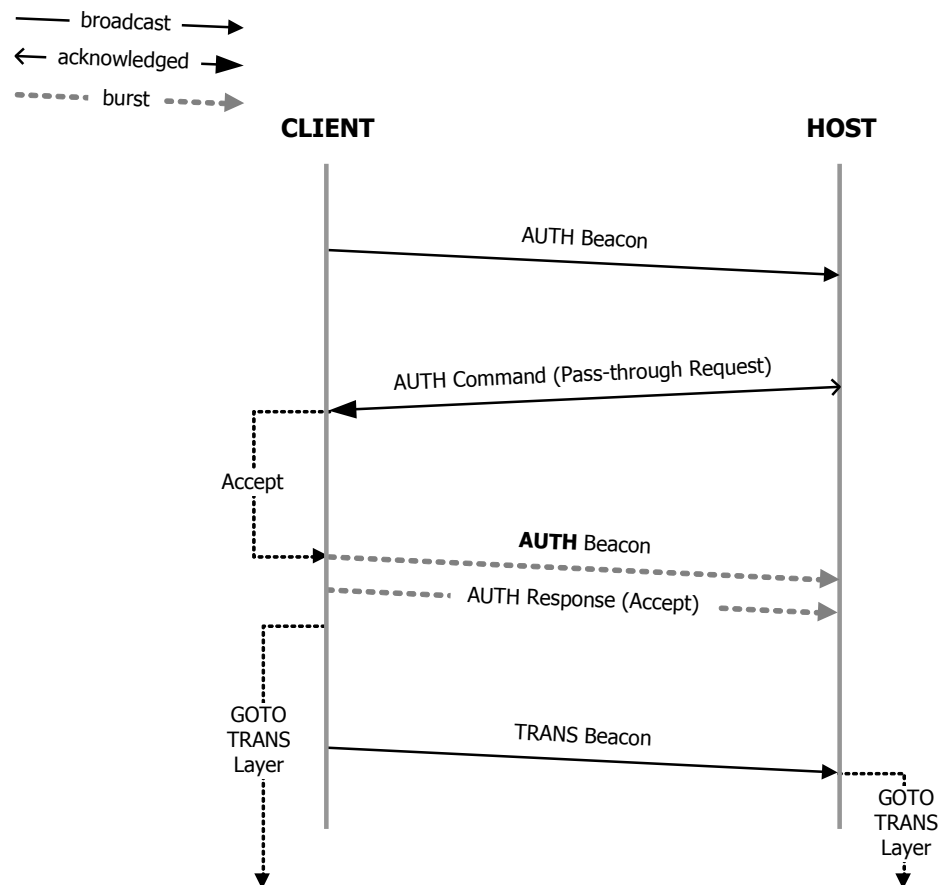 broadcast
acknowledged
burst
CLIENT
HOST
AUTH Beacon
AUTH Command (Pass-through Request)
Accept
AUTH Beacon
AUTH Response (Accept)
GOTO
TRANS
Layer
TRANS Beacon
GOTO
TRANS
Layer